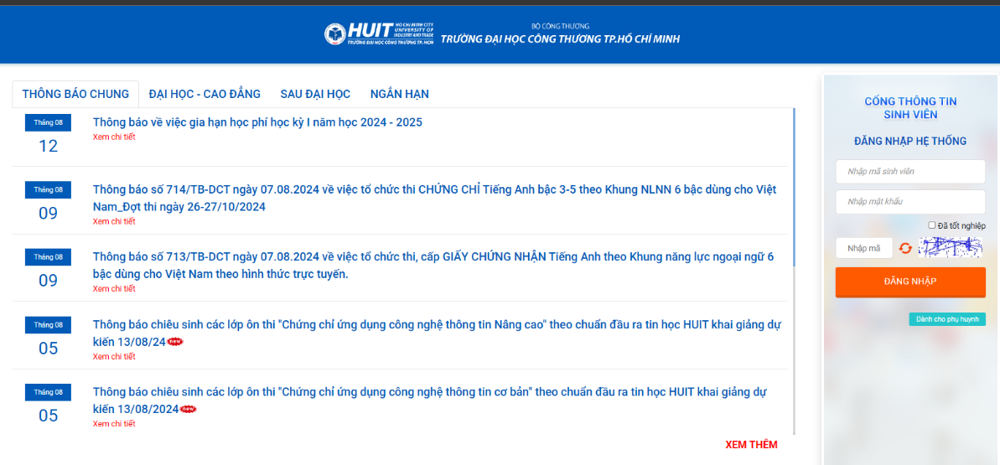 HUIT
HO CHI MINH CITY
UNIVERSITY OF
INDUSTRY AND TRADE
TRƯỜNG ĐẠI HỌC CÔNG THƯƠNG TP. HCM
BỘ CÔNG THƯƠNG
TRƯỜNG ĐẠI HỌC CÔNG THƯƠNG TP.HỒ CHÍ MINH
THÔNG BÁO CHUNG
ĐẠI HỌC - CAO ĐẲNG
SAU ĐẠI HỌC
NGẮN HẠN
Tháng 08
12
Thông báo về việc gia hạn học phí học kỳ I năm học 2024 - 2025
Xem chi tiết
Tháng 08
09
Thông báo số 714/TB-DCT ngày 07.08.2024 về việc tổ chức thi CHỨNG CHỈ Tiếng Anh bậc 3-5 theo Khung NLNN 6 bậc dùng cho Việt
Nam_Đợt thi ngày 26-27/10/2024
Xem chi tiết
Tháng 08
09
Thông báo số 713/TB-DCT ngày 07.08.2024 về việc tổ chức thi, cấp GIẤY CHỨNG NHẬN Tiếng Anh theo Khung năng lực ngoại ngữ 6
bậc dùng cho Việt Nam theo hình thức trực tuyến.
Xem chi tiết
Tháng 08
05
Thông báo chiêu sinh các lớp ôn thi "Chứng chỉ ứng dụng công nghệ thông tin Nâng cao" theo chuẩn đầu ra tin học HUIT khai giảng dự
kiến 13/08/24 new
Xem chi tiết
Tháng 08
05
Thông báo chiêu sinh các lớp ôn thi "Chứng chỉ ứng dụng công nghệ thông tin cơ bản" theo chuẩn đầu ra tin học HUIT khai giảng dự
kiến 13/08/2024 new
Xem chi tiết
XEM THÊM
CỔNG THÔNG TIN
SINH VIÊN
ĐĂNG NHẬP HỆ THỐNG
Nhập mã sinh viên
Nhập mật khẩu
Đã tốt nghiệp
Nhập mã
ĐĂNG NHẬP
Dành cho phụ huynh